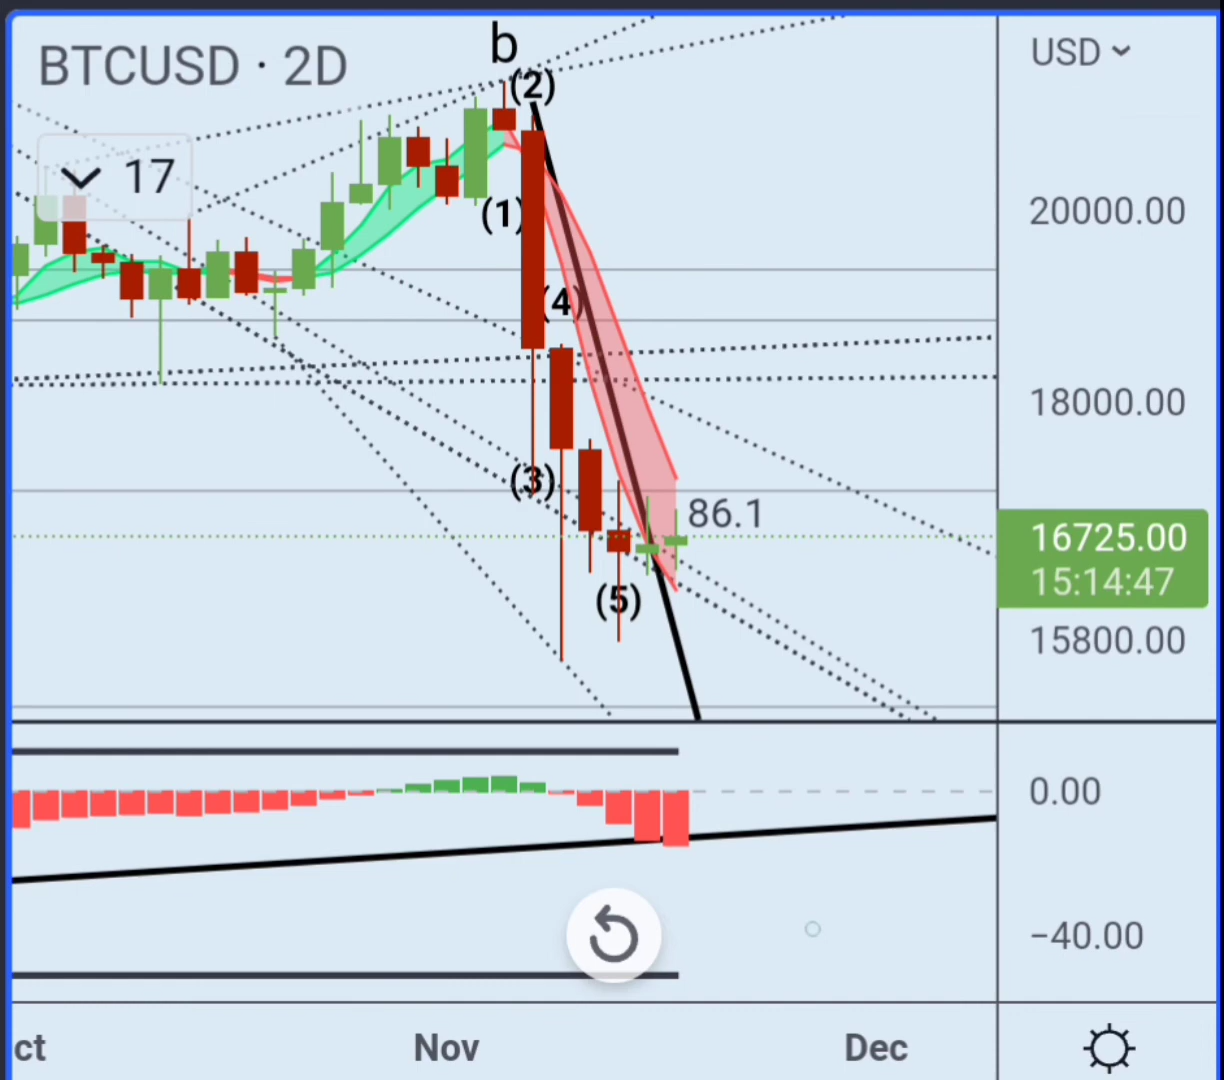 BTCUSD · 2D
17
b
(2)
(1)
(4)
(3)
(5)
86.1
USD
20000.00
18000.00
16725.00
15:14:47
15800.00
0.00
−40.00
ct
Nov
Dec